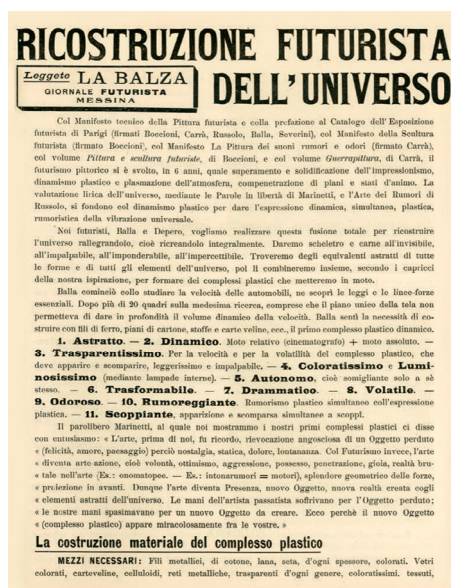 RICOSTRUZIONE FUTURISTA
Leggete LA BALZA
GIORNALE FUTURISTA
MESSINA
DELL'UNIVERSO
Col Manifesto tecnico della Pittura futurista e colla prefazione al Catalogo dell'Esposizione
futurista di Parigi (firmati Boccioni, Carrà, Russolo, Balla, Severini), col Manifesto della Scultura
futurista (firmato Boccioni), col Manifesto La Pittura dei suoni rumori e odori (firmato Carrà),
col volume Pittura e scultura futuriste, di Boccioni, e col volume Guerrapittura, di Carrà, il
futurismo pittorico si è svolto, in 6 anni, quale superamento e solidificazione dell'impressionismo,
dinamismo plastico e plasmazione dell'atmosfera, compenetrazione di piani e stati d'animo. La
valutazione lirica dell'universo, mediante le Parole in libertà di Marinetti, e l'Arte dei Rumori di
Russolo, si fondono col dinamismo plastico per dare l'espressione dinamica, simultanea, plastica,
rumoristica della vibrazione universale.
Noi futuristi, Balla e Depero, vogliamo realizzare questa fusione totale per ricostruire
l'universo rallegrandolo, cioè ricreandolo integralmente. Daremo scheletro e carne all'invisibile,
all'impalpabile, all'imponderabile, all'impercettibile. Troveremo degli equivalenti astratti di tutte
le forme e di tutti gli elementi dell'universo, poi li combineremo insieme, secondo i capricci
della nostra ispirazione, per formare dei complessi plastici che metteremo in moto.
Balla cominciò collo studiare la velocità delle automobili, ne scoprì le leggi e le linee-forze
essenziali. Dopo più di 20 quadri sulla medesima ricerca, comprese che il piano unico della tela non
permetteva di dare in profondità il volume dinamico della velocità. Balla sentì la necessità di co-
struire con fili di ferro, piani di cartone, stoffe e carte veline, ecc., il primo complesso plastico dinamico.
1. Astratto. — 2. Dinamico. Moto relativo (cinematografo) + moto assoluto. —
3. Trasparentissimo. Per la velocità e per la volatilità del complesso plastico, che
deve apparire e scomparire, leggerissimo e impalpabile. — 4. Coloratissimo e Lumi-
nosissimo (mediante lampade interne). — 5. Autonomo, cioè somigliante solo a sè
stesso. — 6. Trasformabile. — 7. Drammatico. — 8. Volatile. —
9. Odoroso. — 10. Rumoreggiante. Rumorismo plastico simultaneo coll'espressione
plastica. — 11. Scoppiante, apparizione e scomparsa simultanee a scoppi.
Il parolibero Marinetti, al quale noi mostrammo i nostri primi complessi plastici ci disse
con entusiasmo: « L'arte, prima di noi, fu ricordo, rievocazione angosciosa di un Oggetto perduto
« (felicità, amore, paesaggio) perciò nostalgia, statica, dolore, lontananza. Col Futurismo invece, l'arte
« diventa arte-azione, cioè volontà, ottimismo, aggressione, possesso, penetrazione, gioia, realtà bru-
« tale nell'arte (Es.: onomatopee. — Es.: intonarumori = motori), splendore geometrico delle forze,
« proiezione in avanti. Dunque l'arte diventa Presenza, nuovo Oggetto, nuova realtà creata cogli
« elementi astratti dell'universo. Le mani dell'artista passatista soffrivano per l'Oggetto perduto;
« le nostre mani spasimavano per un nuovo Oggetto da creare. Ecco perchè il nuovo Oggetto
« (complesso plastico) appare miracolosamente fra le vostre. »
La costruzione materiale del complesso plastico
MEZZI NECESSARI: Fili metallici, di cotone, lana, seta, d'ogni spessore, colorati. Vetri
colorati, carteveline, celluloidi, reti metalliche, trasparenti d'ogni genere, coloratissimi. tessuti,